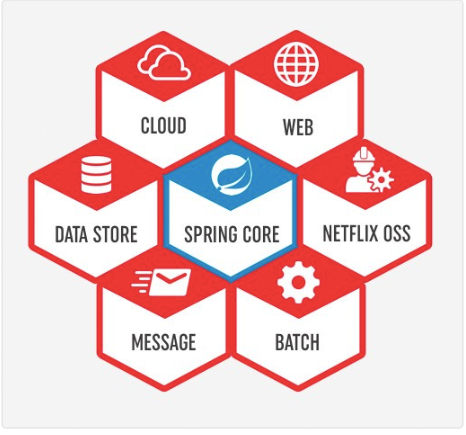 CLOUD
WEB
DATA STORE
SPRING CORE
NETFLIX OSS
MESSAGE
BATCH